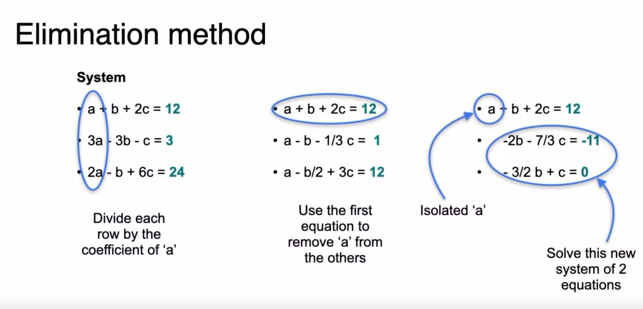 Elimination method
System
• a + b + 2c = 12
• 3a - 3b - c = 3
• 2a - b + 6c = 24
Divide each
row by the
coefficient of ‘a’
• a + b + 2c = 12
• a - b - 1/3 c = 1
• a - b/2 + 3c = 12
Use the first
equation to
remove ‘a’ from
the others
• a + b + 2c = 12
• -2b - 7/3 c = -11
• - 3/2 b + c = 0
Isolated ‘a’
Solve this new
system of 2
equations